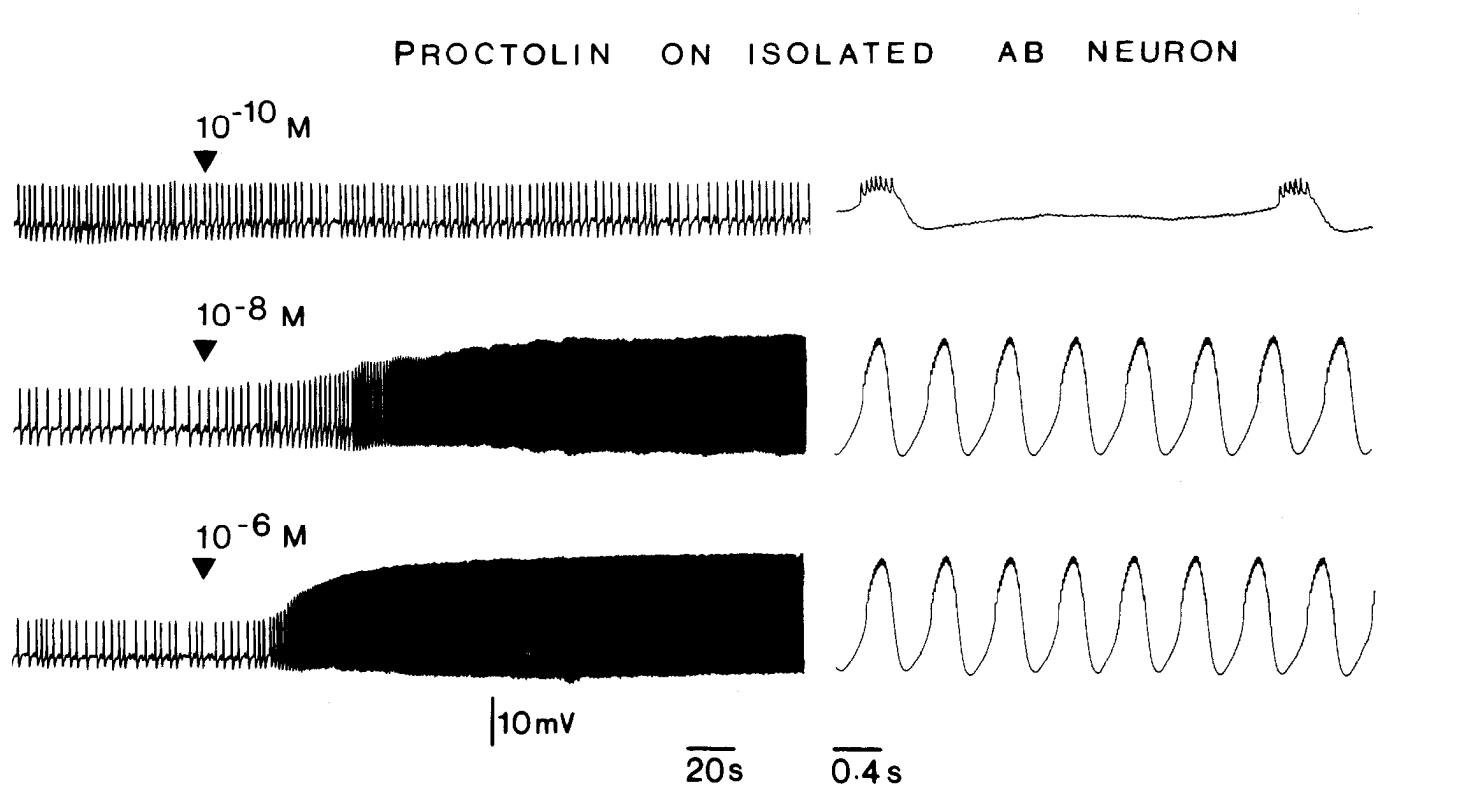 PROCTOLIN ON ISOLATED AB NEURON
10⁻¹⁰ M
10⁻⁸ M
10⁻⁶ M
10mV
20s
0.4s